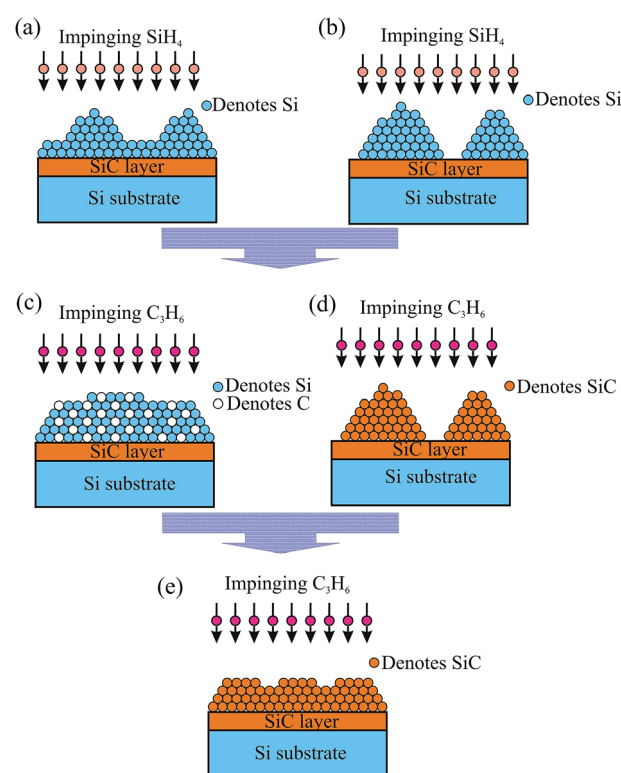 (a)
Impinging SiH₄
Denotes Si
SiC layer
Si substrate
(b)
Impinging SiH₄
Denotes Si
SiC layer
Si substrate
(c)
Impinging C₃H₆
Denotes Si
Denotes C
SiC layer
Si substrate
(d)
Impinging C₃H₆
Denotes SiC
SiC layer
Si substrate
(e)
Impinging C₃H₆
Denotes SiC
SiC layer
Si substrate